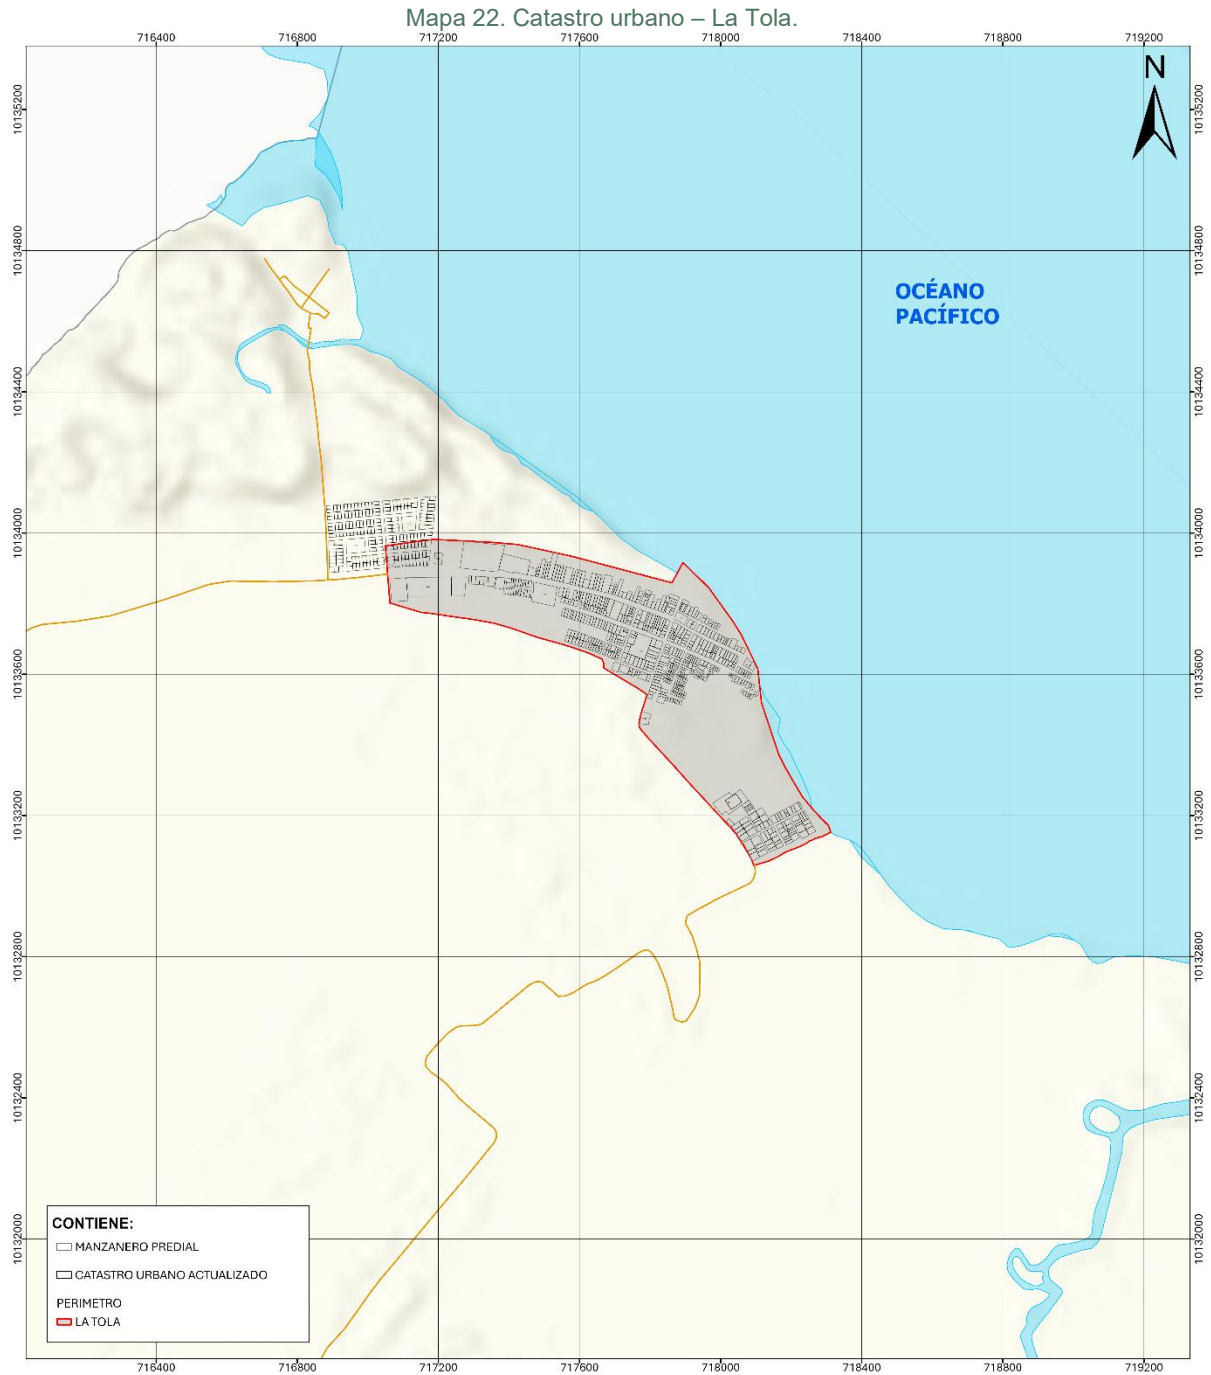 Mapa 22. Catastro urbano – La Tola.
716400 716800 717200 717600 718000 718400 718800 719200
N
10135200 10135200
10134800 10134800
OCÉANO
PACÍFICO
10134400 10134400
10134000 10134000
10133600 10133600
10133200 10133200
10132800 10132800
10132400 10132400
10132000 10132000
CONTIENE:
MANZANERO PREDIAL
CATASTRO URBANO ACTUALIZADO
PERIMETRO
LA TOLA
716400 716800 717200 717600 718000 718400 718800 719200